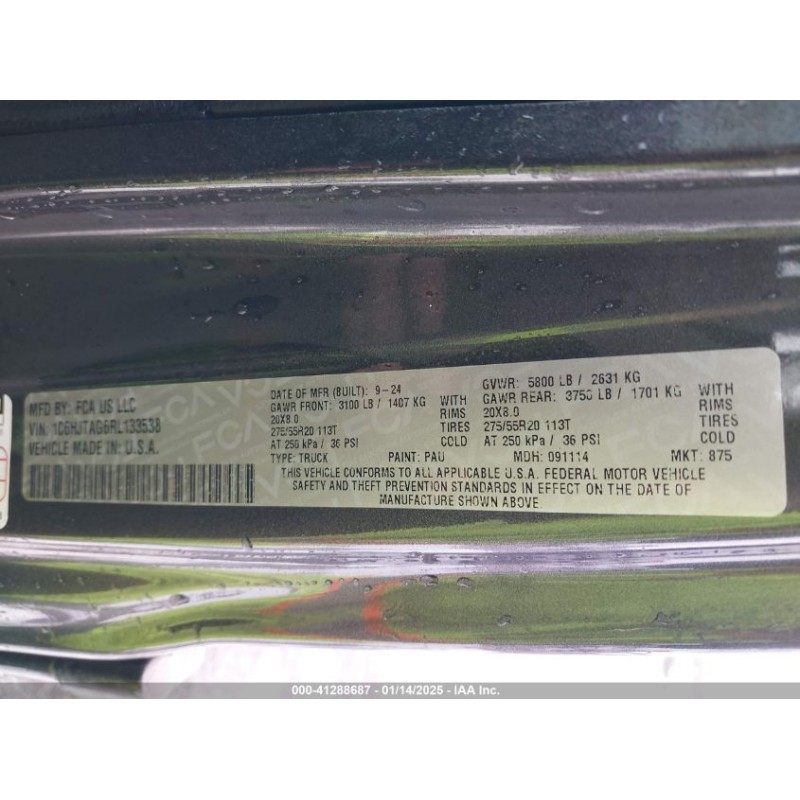 MFD BY: FCA US LLC
VIN: 1C6HJTAG6RL133538
VEHICLE MADE IN: U.S.A.
DATE OF MFR (BUILT): 9-24
GAWR FRONT: 3100 LB / 1407 KG WITH
20X8.0 RIMS
275/55R20 113T TIRES
AT 250 kPa / 36 PSI COLD
GVWR: 5800 LB / 2631 KG
GAWR REAR: 3750 LB / 1701 KG WITH
20X8.0 RIMS
275/55R20 113T TIRES
AT 250 kPa / 36 PSI COLD
TYPE: TRUCK PAINT: PAU MDH: 091114 MKT: 875
THIS VEHICLE CONFORMS TO ALL APPLICABLE U.S.A. FEDERAL MOTOR VEHICLE
SAFETY AND THEFT PREVENTION STANDARDS IN EFFECT ON THE DATE OF
MANUFACTURE SHOWN ABOVE.
000-41288687 - 01/14/2025 - IAA Inc.